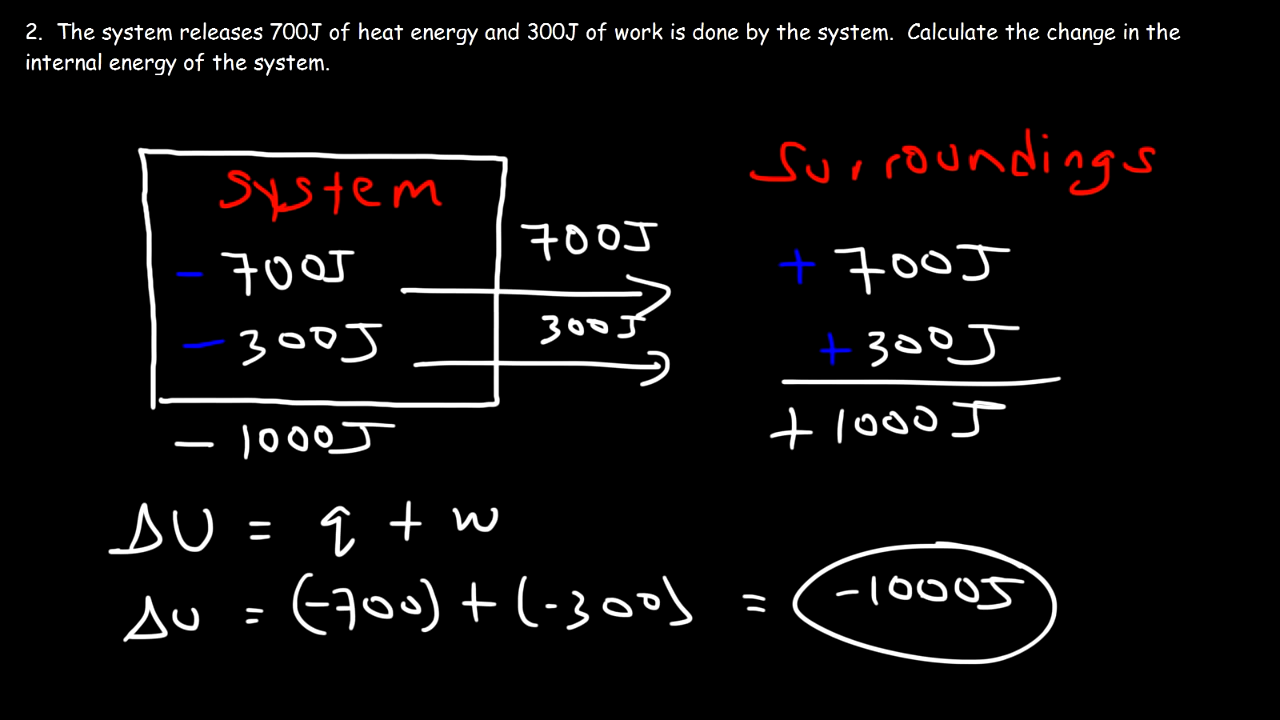 2. The system releases 700J of heat energy and 300J of work is done by the system. Calculate the change in the
internal energy of the system.
System
Surroundings
- 700J
700J
+ 700J
- 300J
300J
+ 300J
- 1000J
+ 1000J
ΔU = q + w
ΔU = (-700) + (-300) = -1000J